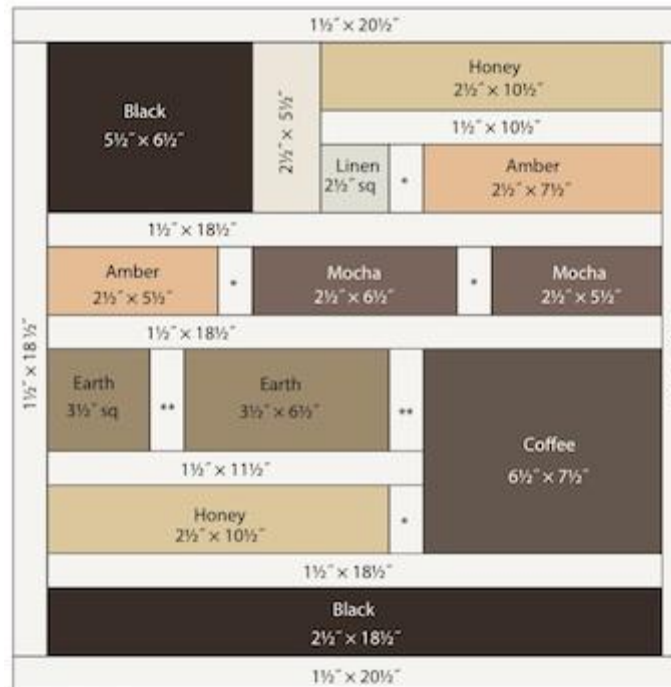 1½″ × 20½″
Black
5½″ × 6½″
2½″ × 5½″
Honey
2½″ × 10½″
1½″ × 10½″
Linen
2½″ sq
*
Amber
2½″ × 7½″
1½″ × 18½″
Amber
2½″ × 5½″
*
Mocha
2½″ × 6½″
*
Mocha
2½″ × 5½″
1½″ × 18½″
1½″ × 18 ½″
Earth
3½″ sq
**
Earth
3½″ × 6½″
**
Coffee
6½″ × 7½″
1½″ × 11½″
Honey
2½″ × 10½″
*
1½″ × 18½″
Black
2½″ × 18½″
1½″ × 20½″